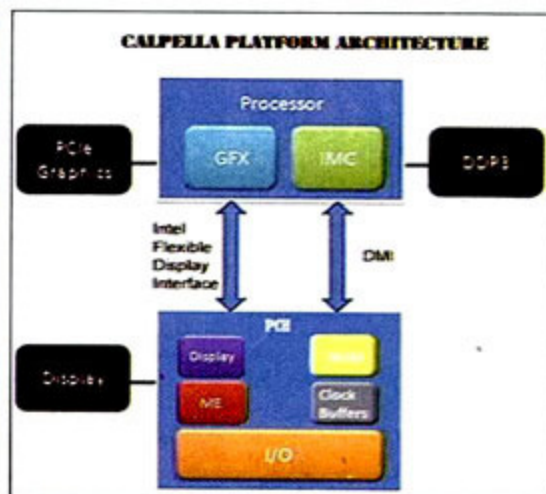 CALPELLA PLATFORM ARCHITECTURE
Processor
PCIe
Graphics
GFX
IMC
DDR3
Intel
Flexible
Display
Interface
DMI
PCH
Display
Display
ME
Clock
Buffers
I/O